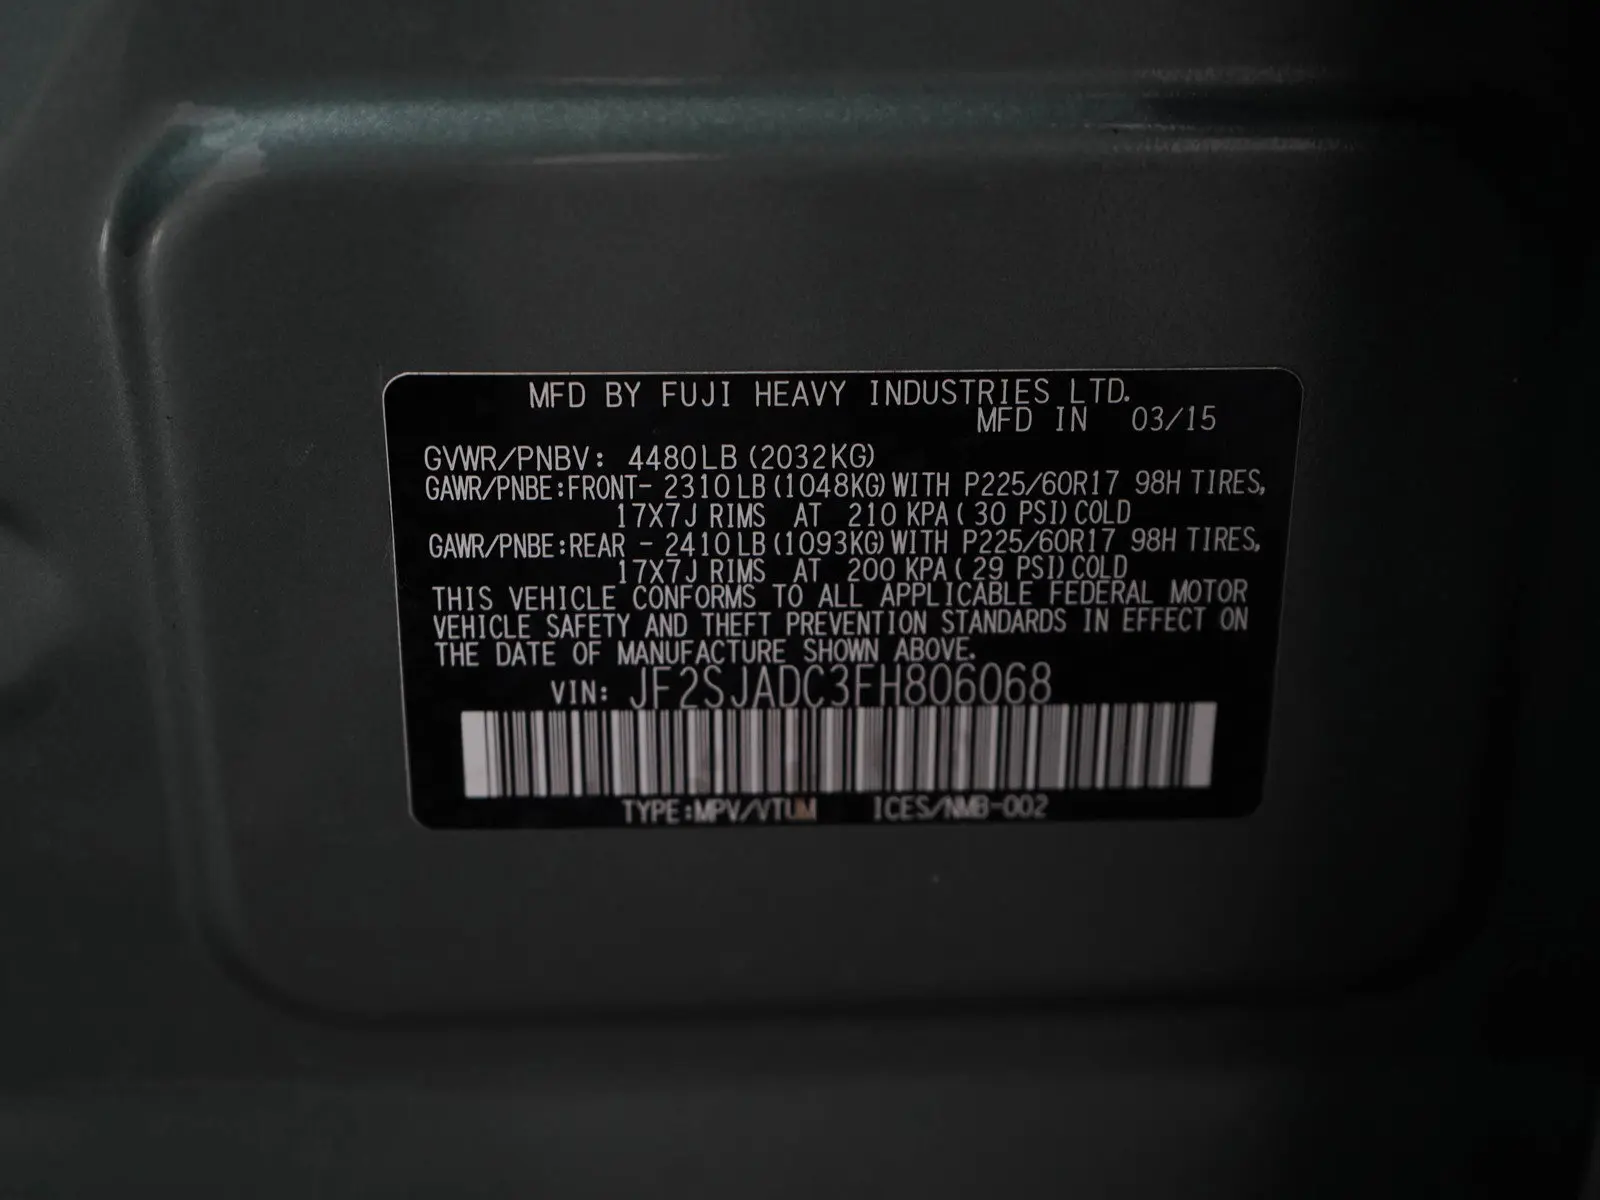 MFD BY FUJI HEAVY INDUSTRIES LTD.
MFD IN 03/15
GVWR/PNBV: 4480LB (2032KG)
GAWR/PNBE:FRONT- 2310LB (1048KG) WITH P225/60R17 98H TIRES,
17X7J RIMS AT 210 KPA( 30 PSI) COLD
GAWR/PNBE:REAR - 2410LB (1093KG) WITH P225/60R17 98H TIRES,
17X7J RIMS AT 200 KPA( 29 PSI) COLD
THIS VEHICLE CONFORMS TO ALL APPLICABLE FEDERAL MOTOR
VEHICLE SAFETY AND THEFT PREVENTION STANDARDS IN EFFECT ON
THE DATE OF MANUFACTURE SHOWN ABOVE.
VIN: JF2SJADC3FH806068
TYPE:MPV/VTUM ICES/NMB-002